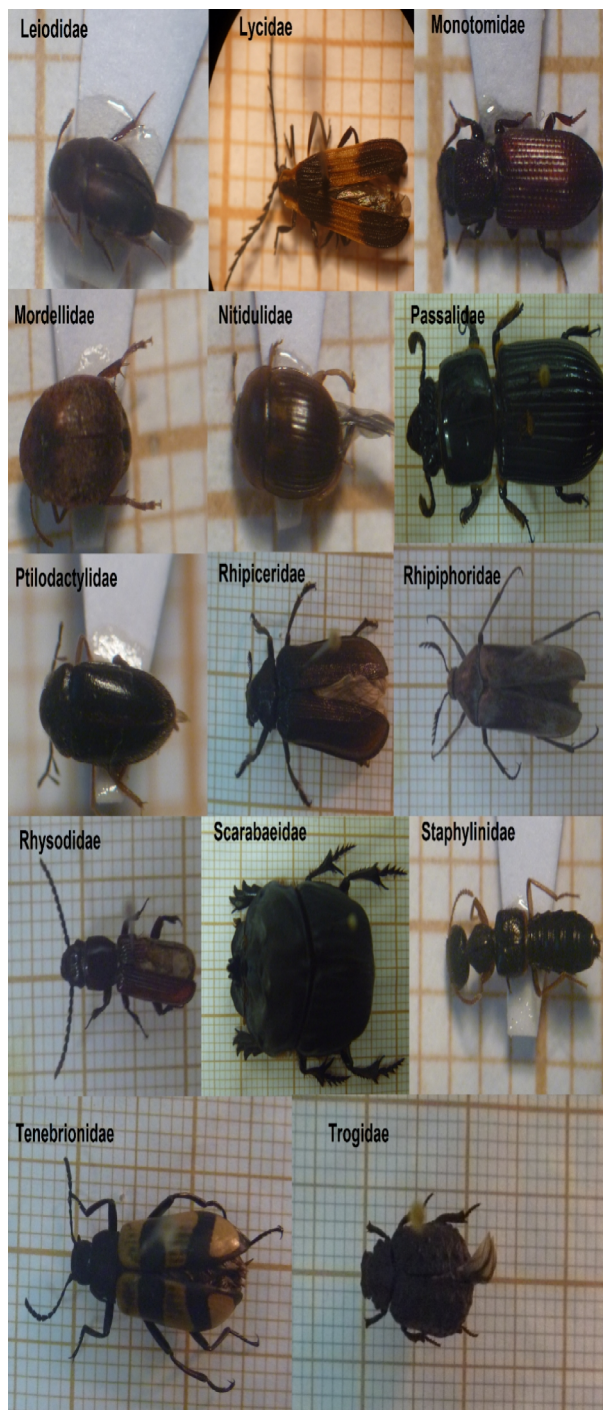 Leiodidae
Lycidae
Monotomidae
Mordellidae
Nitidulidae
Passalidae
Ptilodactylidae
Rhipiceridae
Rhipiphoridae
Rhysodidae
Scarabaeidae
Staphylinidae
Tenebrionidae
Trogidae